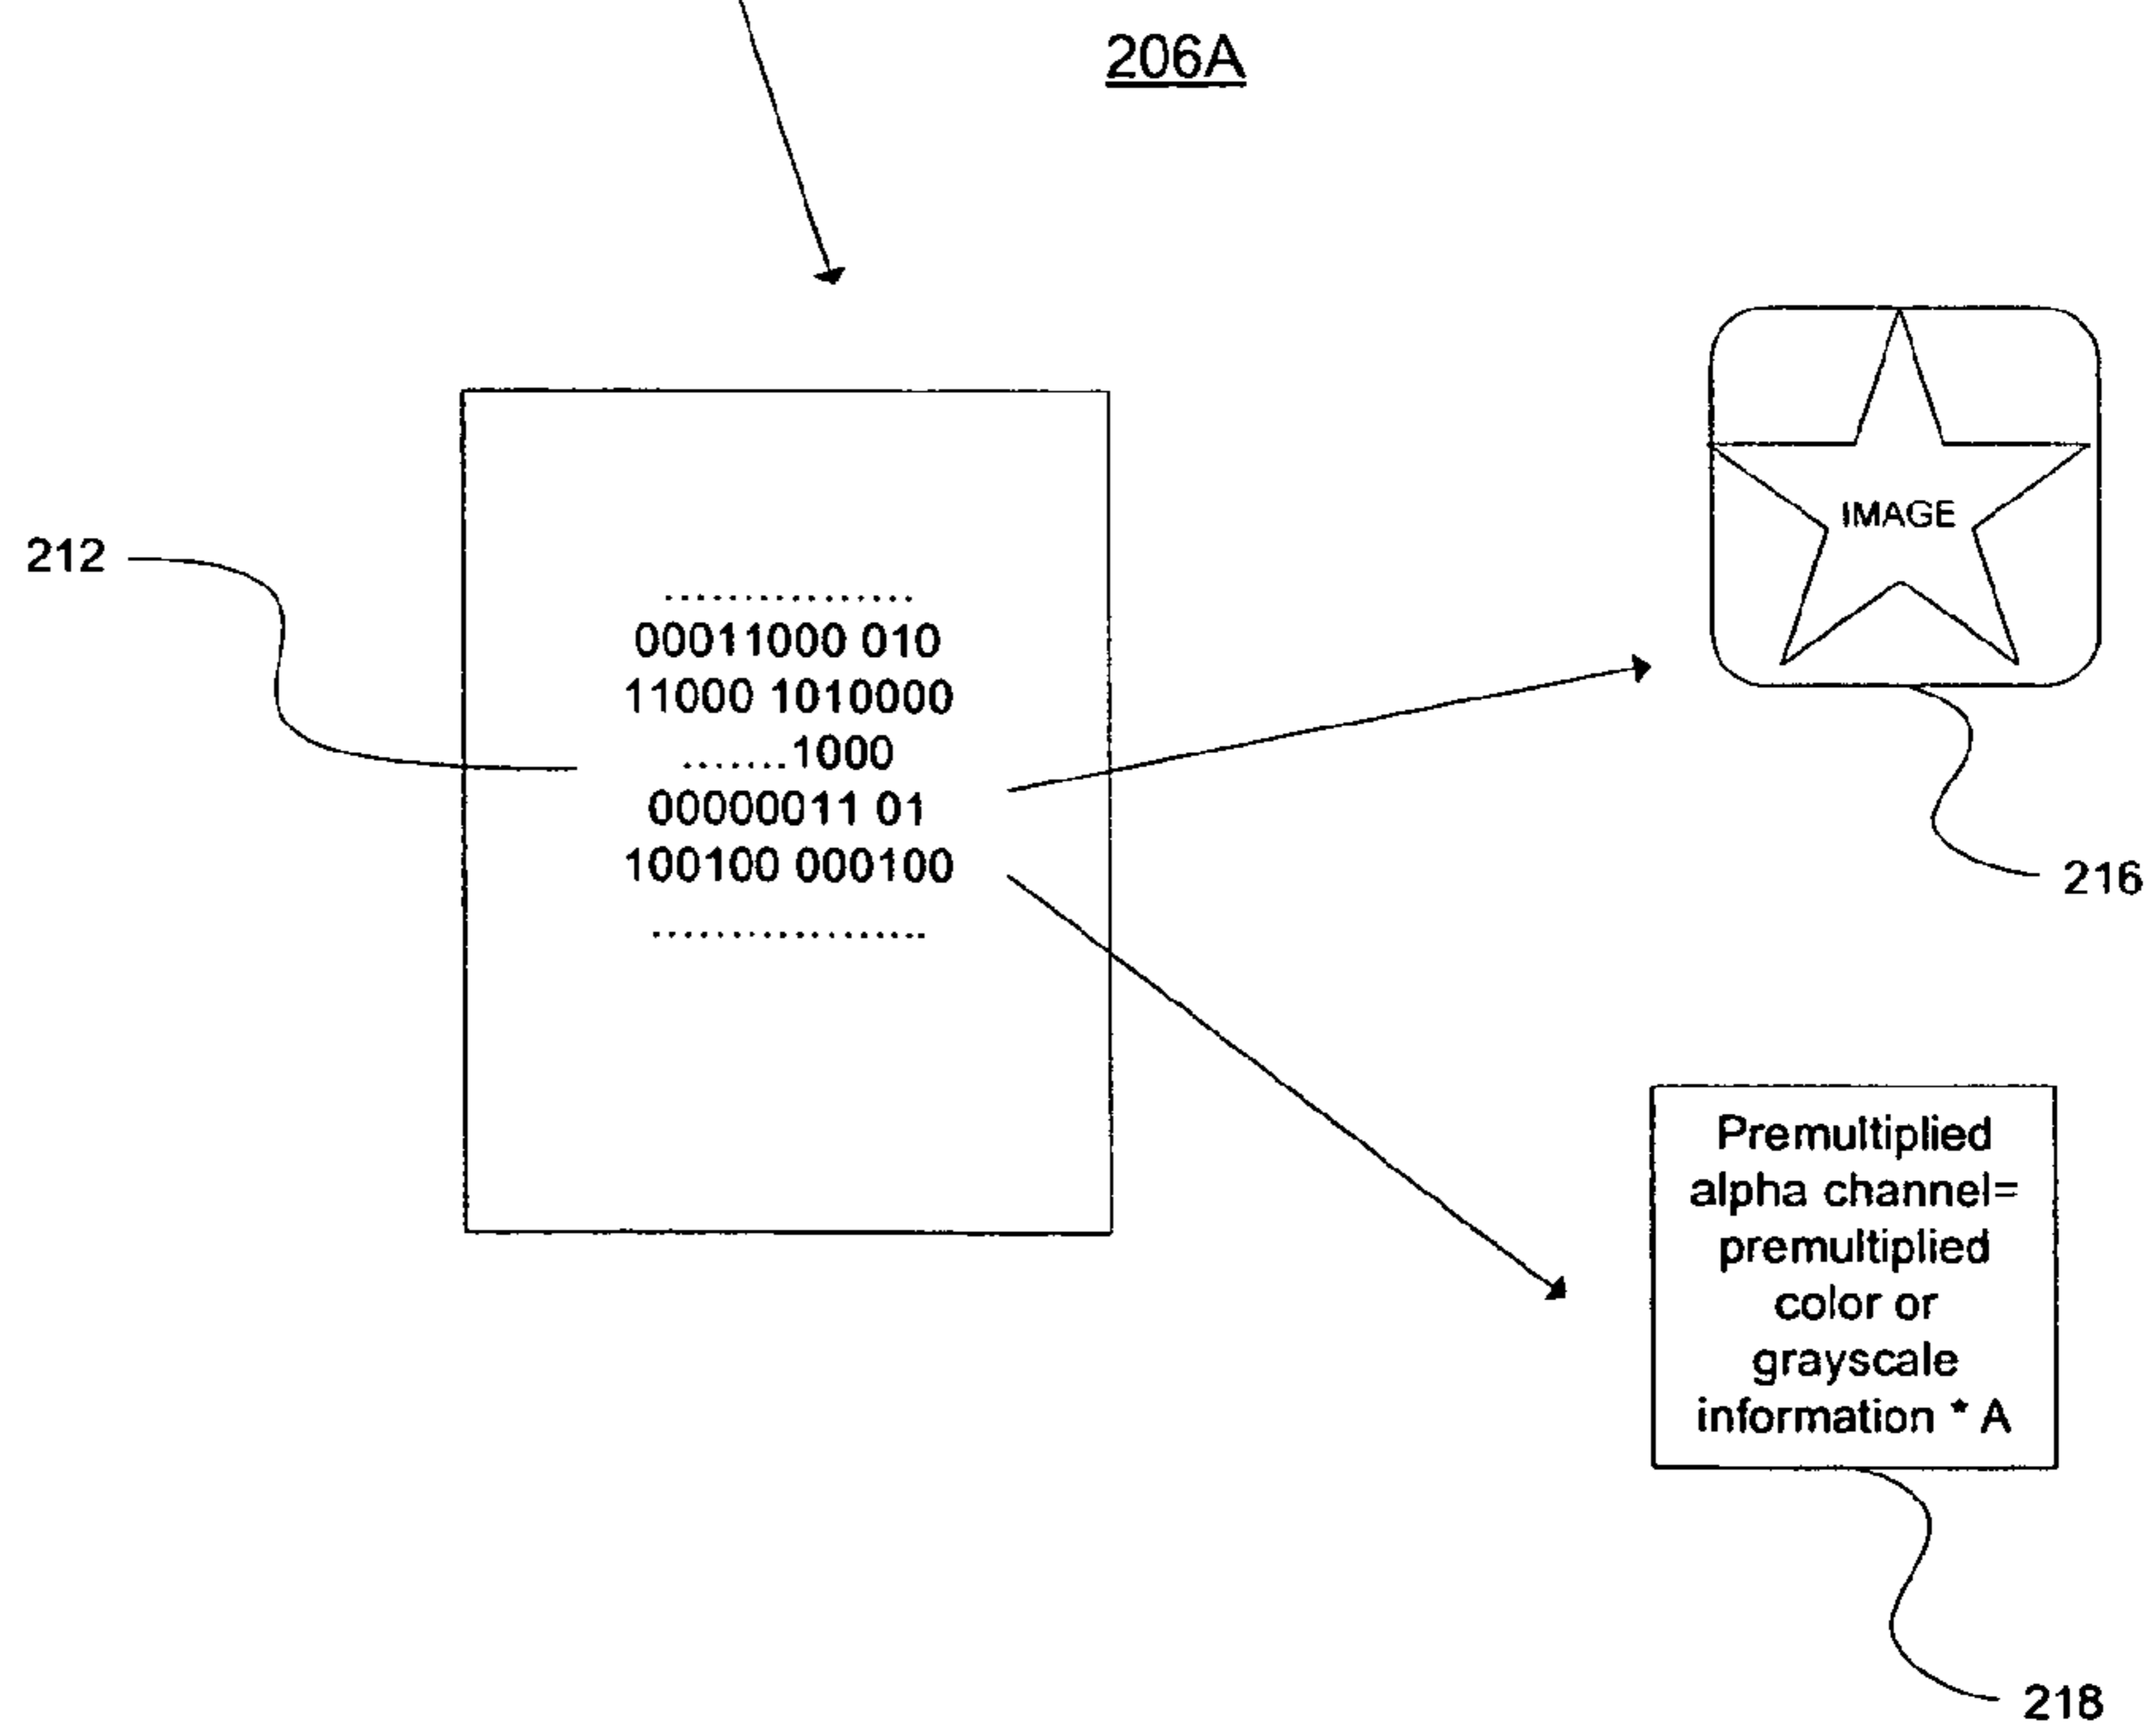 206A
212
...............
00011000 010
11000 1010000
.......1000
00000011 01
100100 000100
.................
IMAGE
216
Premultiplied
alpha channel=
premultiplied
color or
grayscale
information * A
218